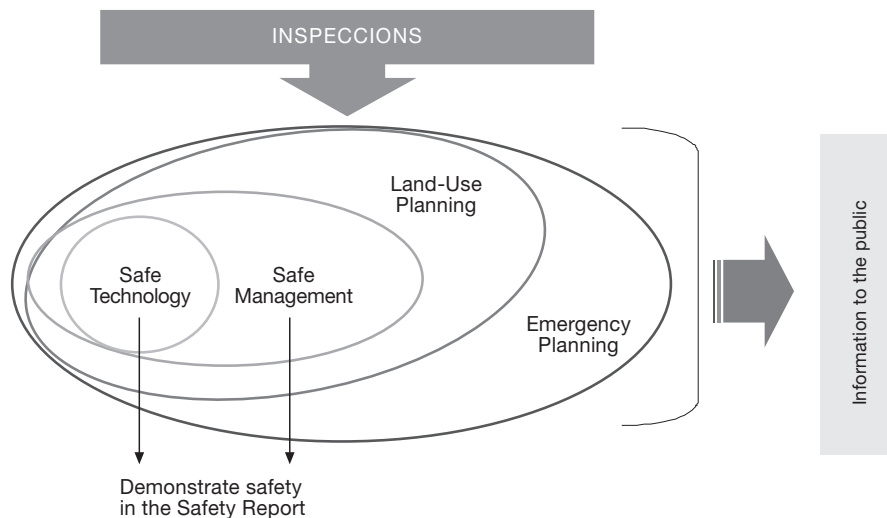 INSPECCIONS
Land-Use
Planning
Safe
Technology
Safe
Management
Emergency
Planning
Demonstrate safety
in the Safety Report
Information to the public